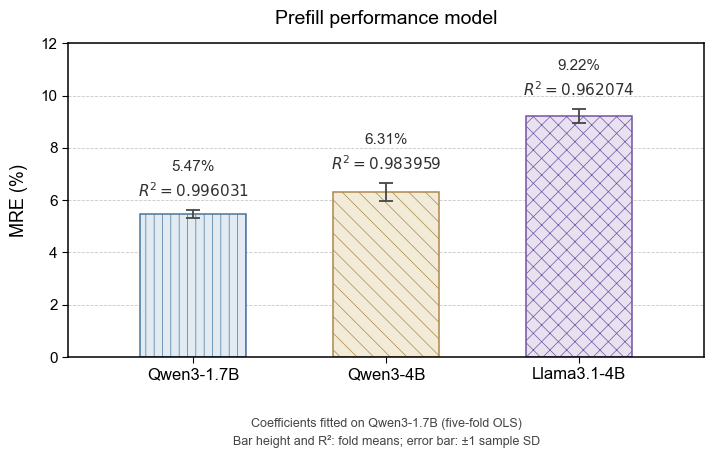 Prefill performance model
MRE (%)
12
10
8
6
4
2
0
5.47%
R² = 0.996031
6.31%
R² = 0.983959
9.22%
R² = 0.962074
Qwen3-1.7B
Qwen3-4B
Llama3.1-4B
Coefficients fitted on Qwen3-1.7B (five-fold OLS)
Bar height and R²: fold means; error bar: ±1 sample SD